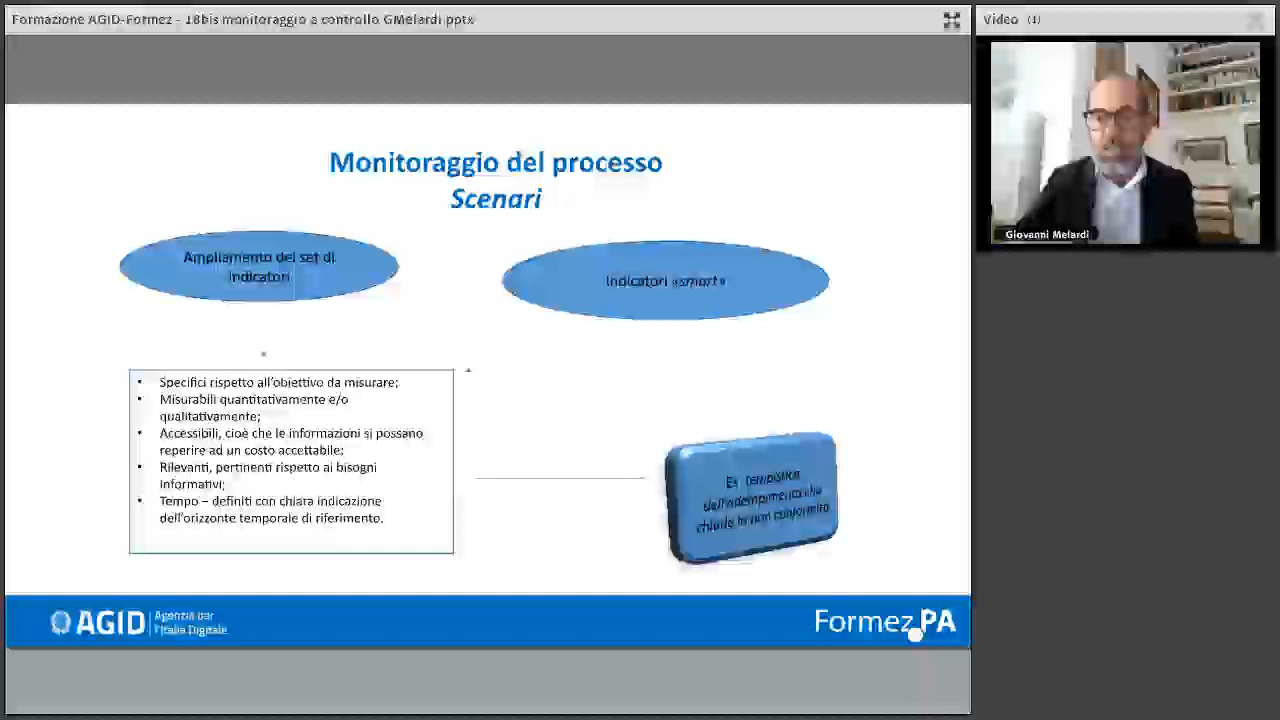 Formazione AGID-Formez - 18bis monitoraggio e controllo GMelardi.pptx
Video (1)
Giovanni Melardi
Monitoraggio del processo
Scenari
Ampliamento del set di
indicatori
Indicatori «smart»
• Specifici rispetto all'obiettivo da misurare;
• Misurabili quantitativamente e/o
qualitativamente;
• Accessibili, cioè che le informazioni si possano
reperire ad un costo accettabile;
• Rilevanti, pertinenti rispetto ai bisogni
informativi;
• Tempo – definiti con chiara indicazione
dell'orizzonte temporale di riferimento.
Es. tempistica
dell'adempimento che
chiude la non conformità
AGID Agenzia per
l'Italia Digitale
Formez PA